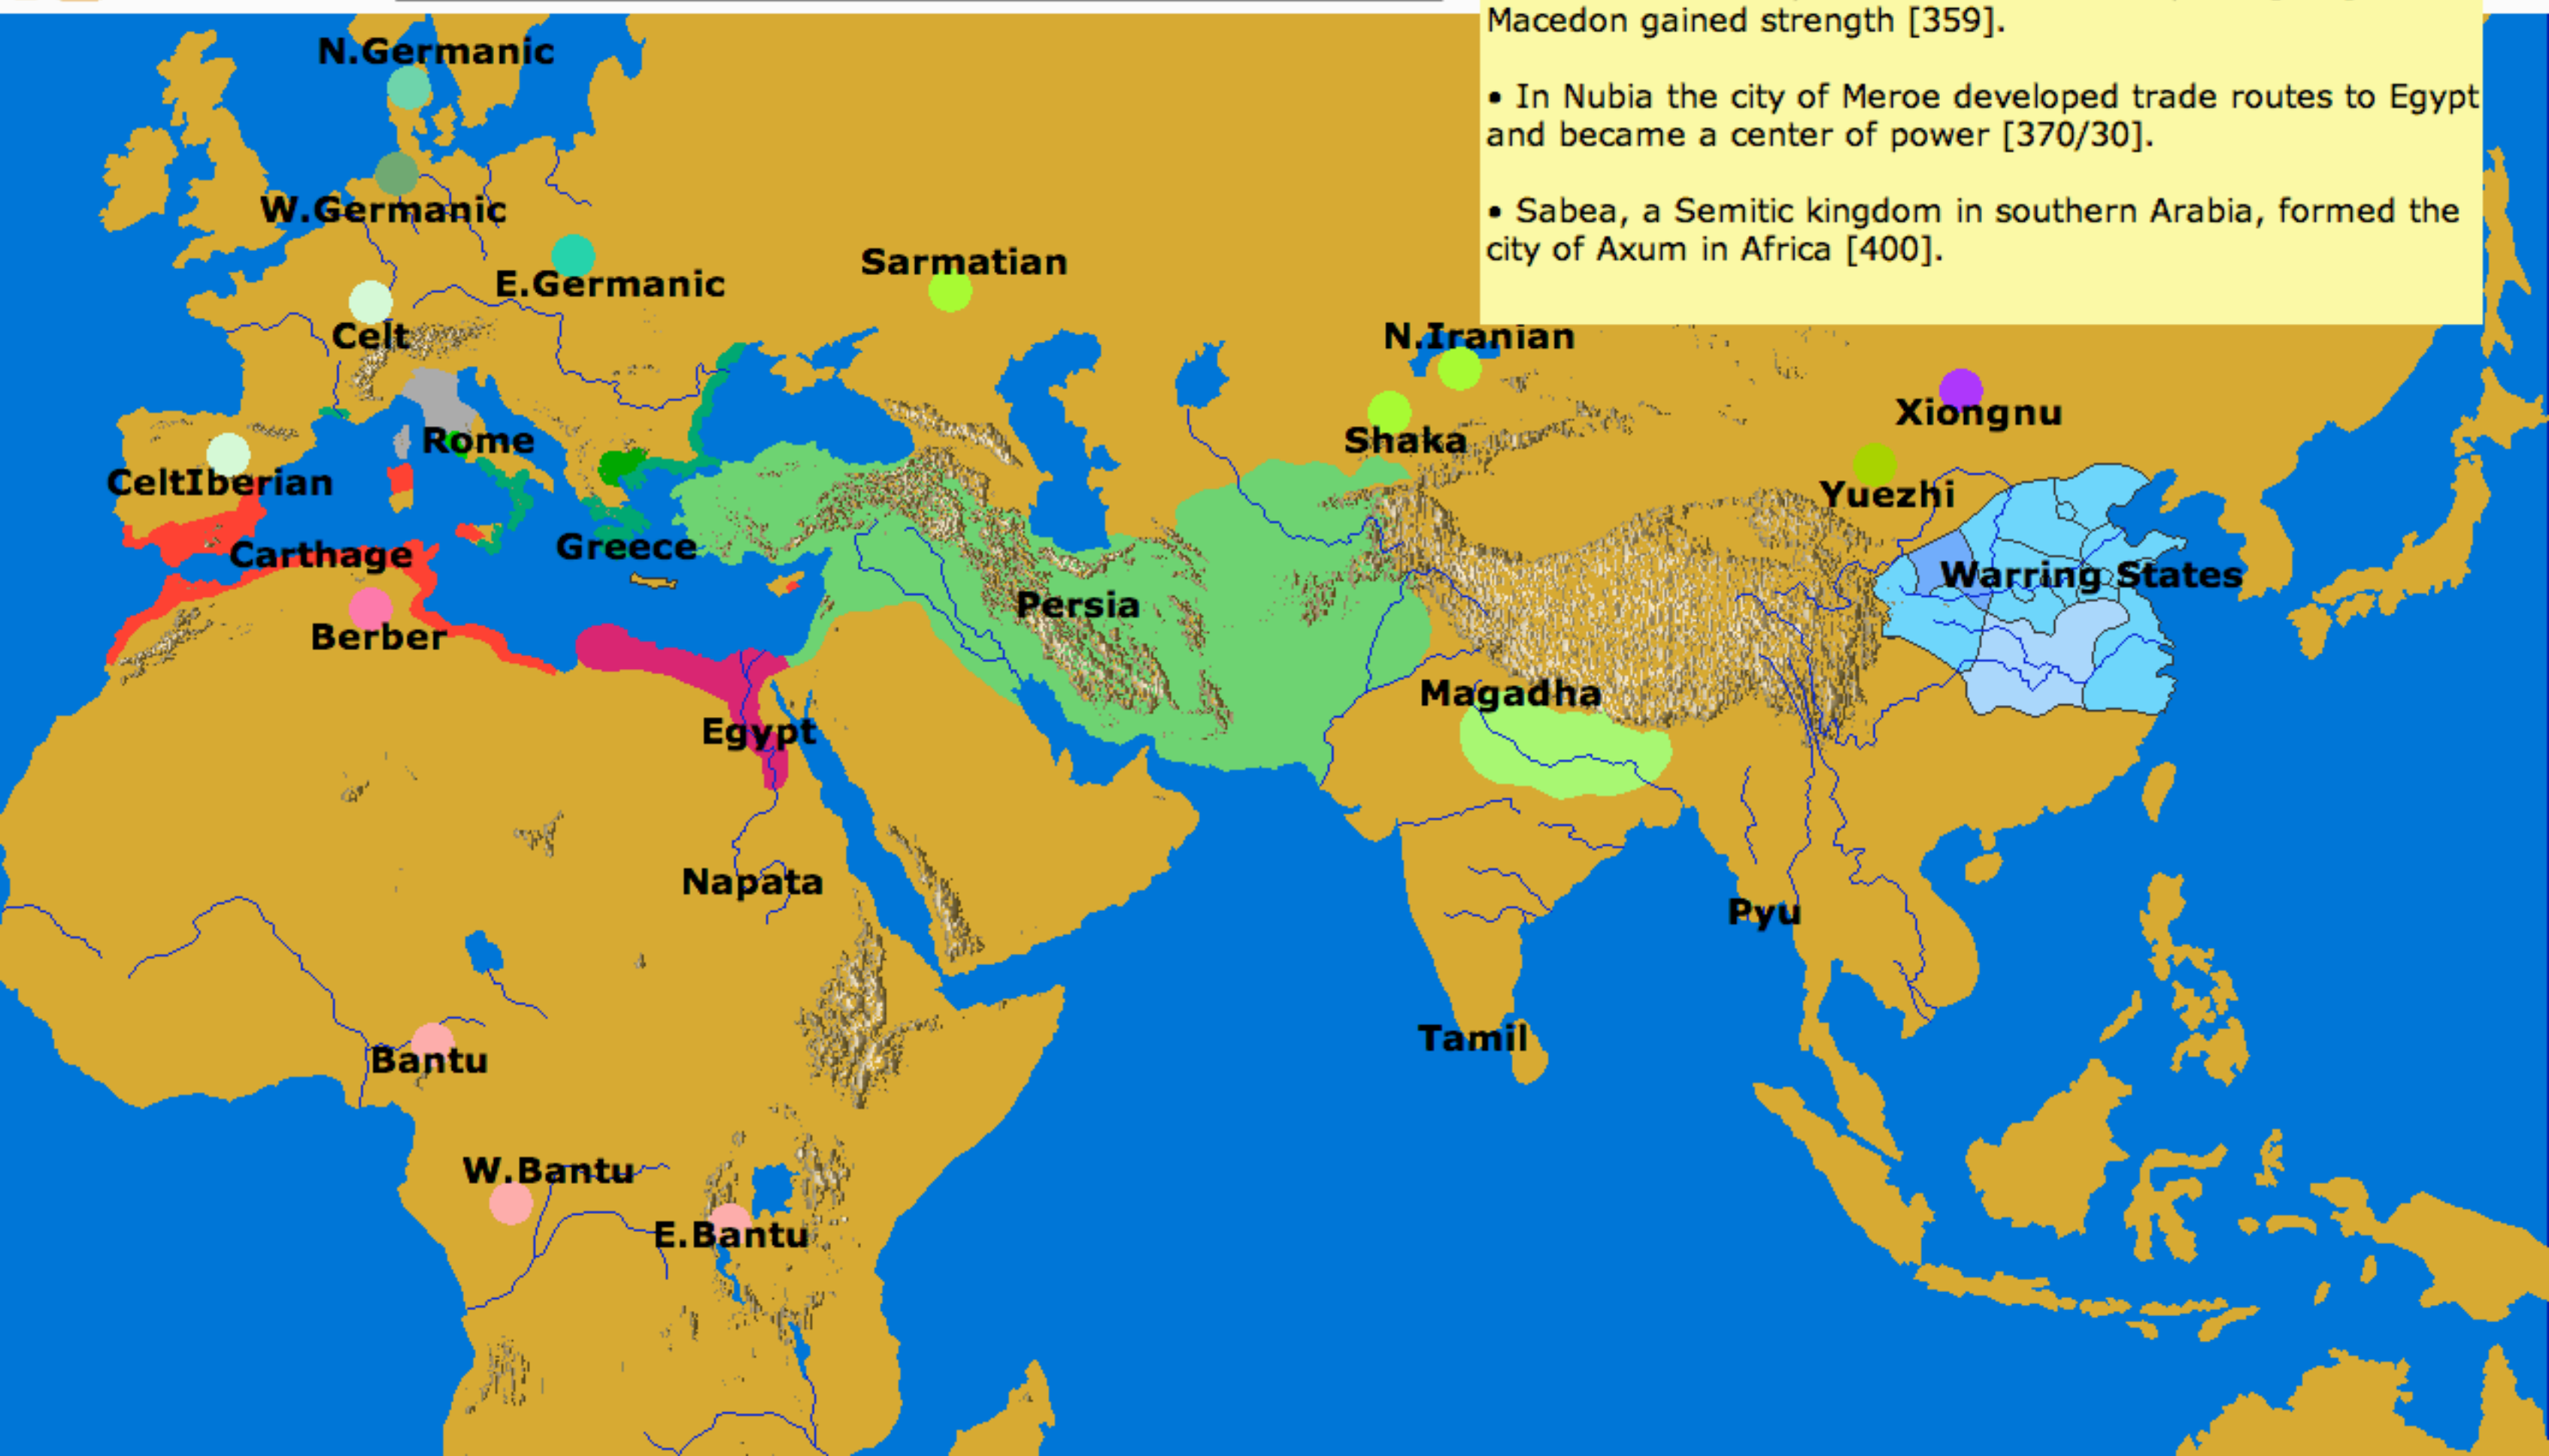 Macedon gained strength [359].
• In Nubia the city of Meroe developed trade routes to Egypt
and became a center of power [370/30].
• Sabea, a Semitic kingdom in southern Arabia, formed the
city of Axum in Africa [400].
N.Germanic
W.Germanic
E.Germanic
Sarmatian
Celt
N.Iranian
Xiongnu
Rome
Shaka
CeltIberian
Yuezhi
Carthage
Greece
Warring States
Persia
Berber
Magadha
Egypt
Napata
Pyu
Tamil
Bantu
W.Bantu
E.Bantu